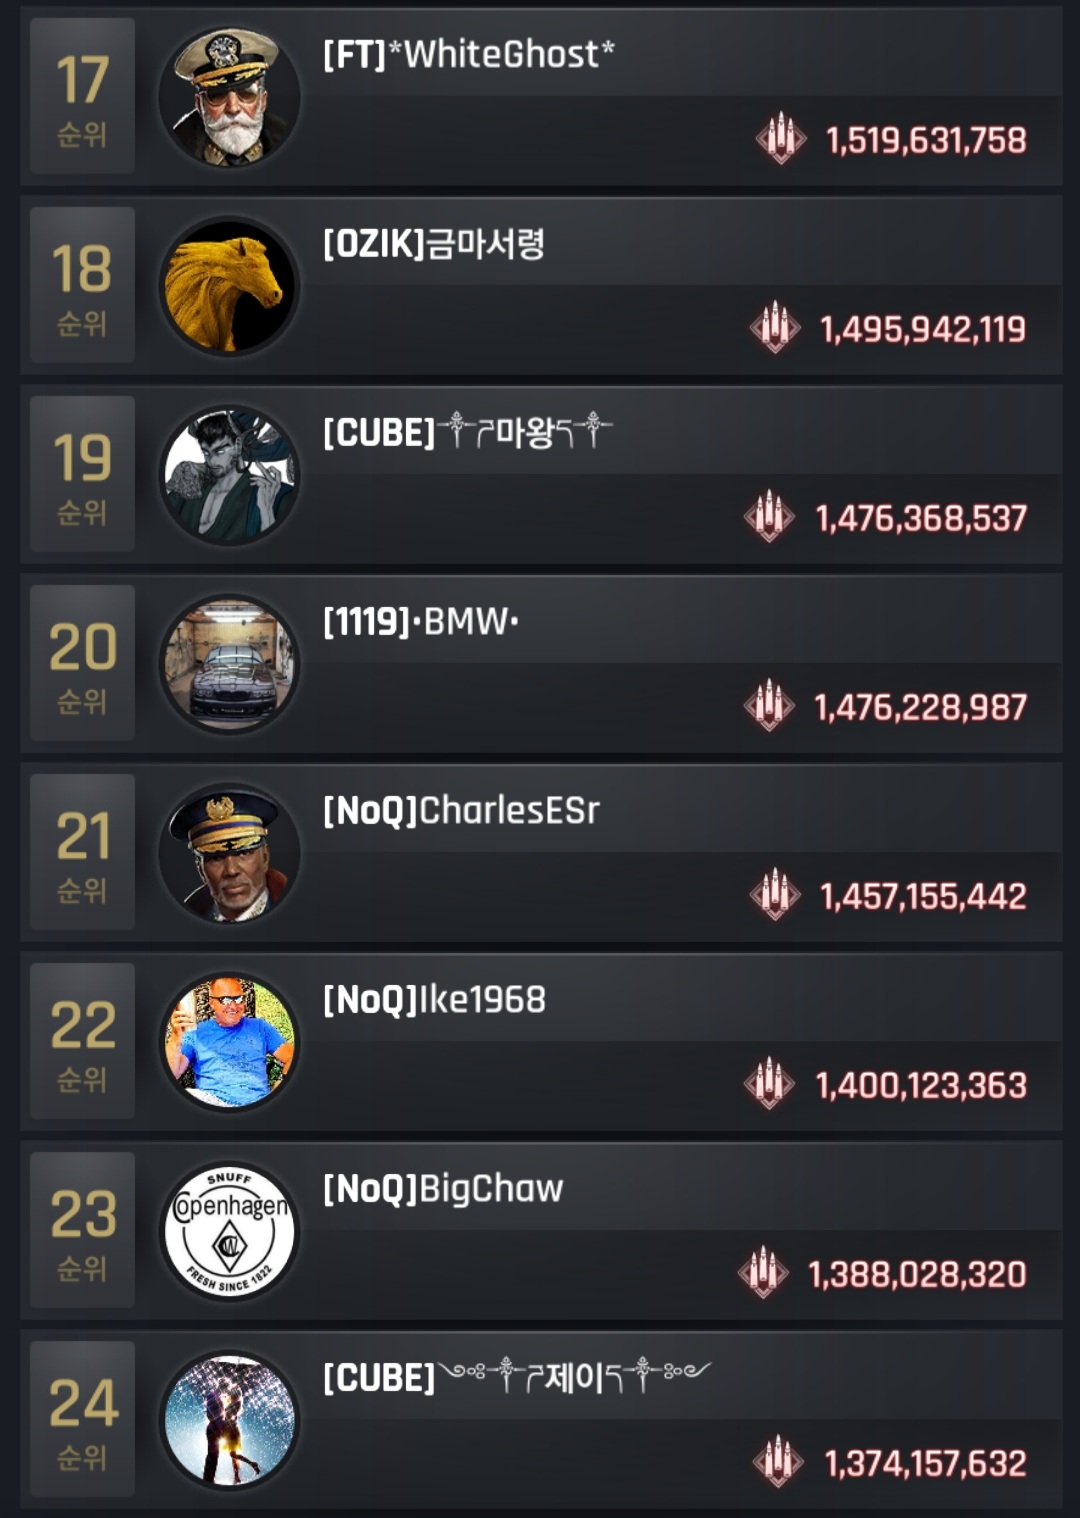 17
순위
[FT]*WhiteGhost*
1,519,631,758
18
순위
[OZIK]금마서령
1,495,942,119
19
순위
[CUBE]༒╭마왕╮༒
1,476,368,537
20
순위
[1119]•BMW•
1,476,228,987
21
순위
[NoQ]CharlesESr
1,457,155,442
22
순위
[NoQ]Ike1968
1,400,123,363
23
순위
SNUFF
Copenhagen
CW
FRESH SINCE 1822
[NoQ]BigChaw
1,388,028,320
24
순위
[CUBE]༺༒╭제이╮༒༻
1,374,157,632